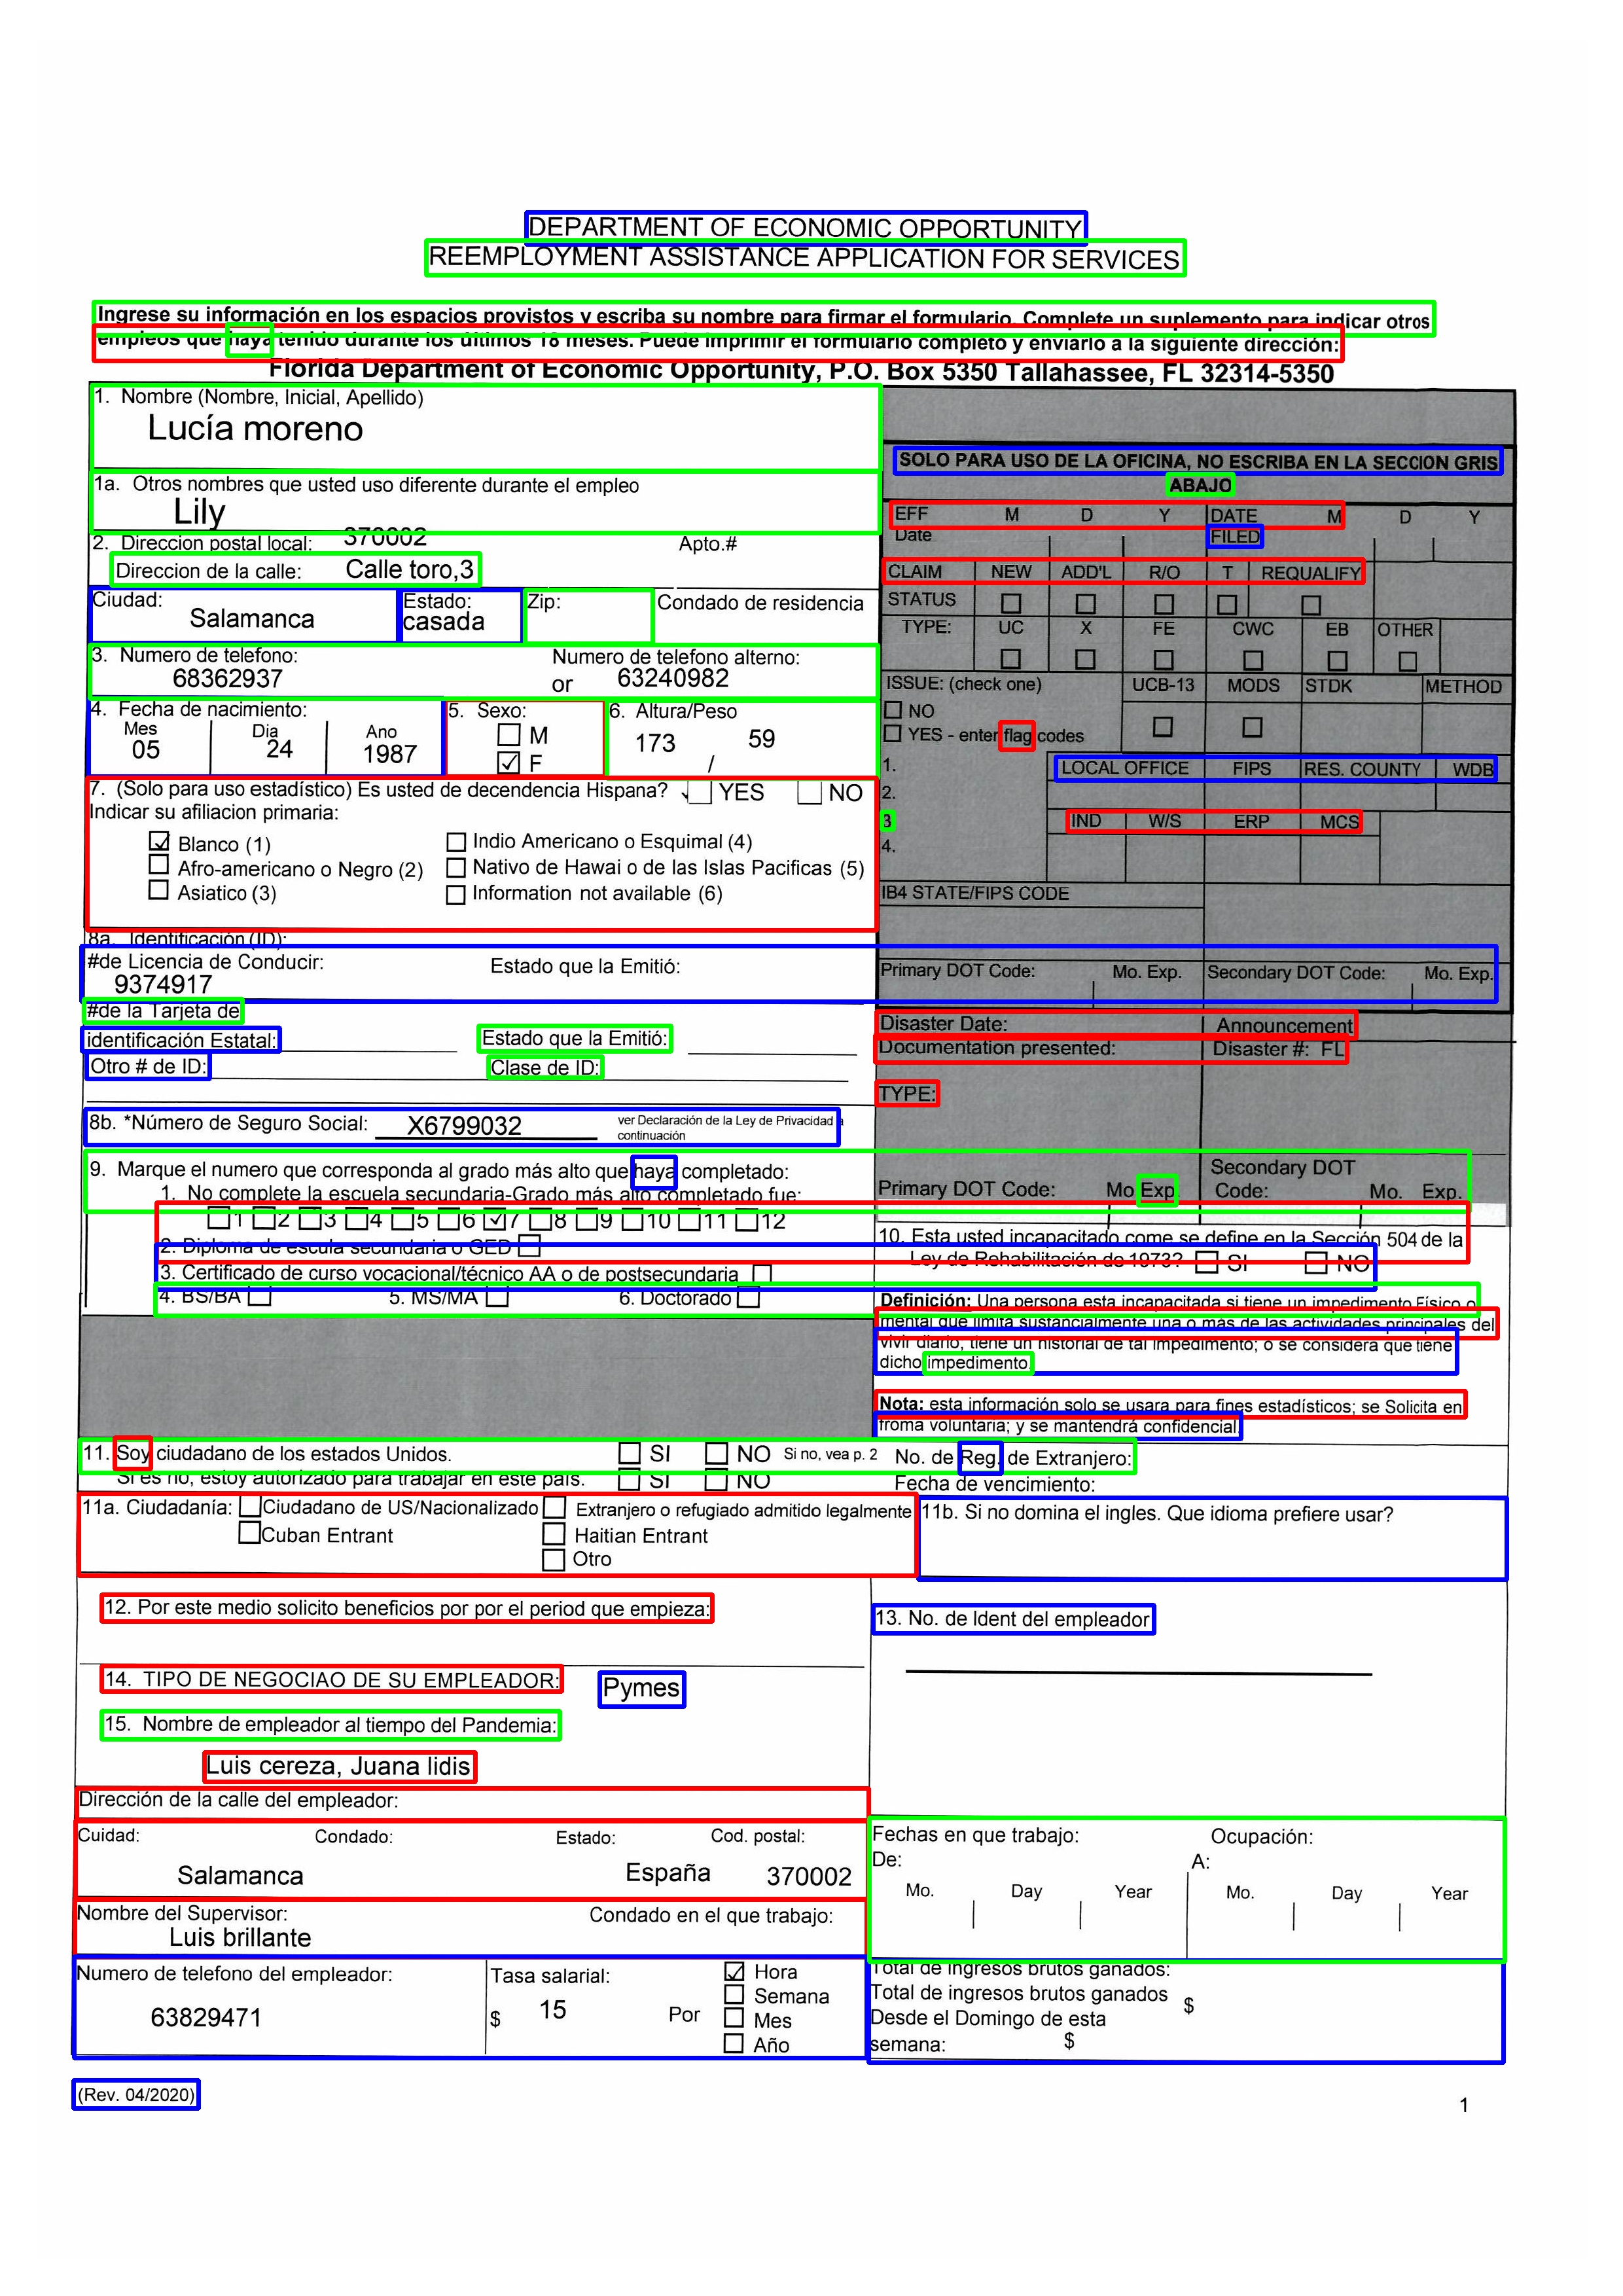 DEPARTMENT OF ECONOMIC OPPORTUNITY
REEMPLOYMENT ASSISTANCE APPLICATION FOR SERVICES
Ingrese su información en los espacios provistos y escriba su nombre para firmar el formulario. Complete un suplemento para indicar otros
empleos que haya tenido durante los últimos 18 meses. Puede imprimir el formulario completo y enviarlo a la siguiente dirección:
Florida Department of Economic Opportunity, P.O. Box 5350 Tallahassee, FL 32314-5350
1. Nombre (Nombre, Inicial, Apellido)
Lucía moreno
1a. Otros nombres que usted uso diferente durante el empleo
Lily
2. Direccion postal local: 370002 Apto.#
Direccion de la calle: Calle toro,3
Ciudad: Salamanca
Estado: casada
Zip:
Condado de residencia
3. Numero de telefono: 68362937
or
Numero de telefono alterno: 63240982
4. Fecha de nacimiento:
Mes Dia Ano
05 24 1987
5. Sexo:
M
F
6. Altura/Peso
173 / 59
7. (Solo para uso estadístico) Es usted de decendencia Hispana? YES NO
Indicar su afiliacion primaria:
Blanco (1)
Afro-americano o Negro (2)
Asiatico (3)
Indio Americano o Esquimal (4)
Nativo de Hawai o de las Islas Pacificas (5)
Information not available (6)
8a. Identificación (ID):
#de Licencia de Conducir: Estado que la Emitió:
9374917
#de la Tarjeta de
identificación Estatal: Estado que la Emitió:
Otro # de ID: Clase de ID:
8b. *Número de Seguro Social: X6799032 ver Declaración de la Ley de Privacidad a
continuación
9. Marque el numero que corresponda al grado más alto que haya completado:
1. No complete la escuela secundaria-Grado más alto completado fue:
1 2 3 4 5 6 7 8 9 10 11 12
2. Diploma de escula secundaria o GED
3. Certificado de curso vocacional/técnico AA o de postsecundaria
4. BS/BA 5. MS/MA 6. Doctorado
SOLO PARA USO DE LA OFICINA, NO ESCRIBA EN LA SECCION GRIS
ABAJO
EFF M D Y DATE M D Y
Date FILED
CLAIM NEW ADD'L R/O T REQUALIFY
STATUS
TYPE: UC X FE CWC EB OTHER
ISSUE: (check one) UCB-13 MODS STDK METHOD
NO
YES - enter flag codes
1. LOCAL OFFICE FIPS RES. COUNTY WDB
2.
3 IND W/S ERP MCS
4.
IB4 STATE/FIPS CODE
Primary DOT Code: Mo. Exp. Secondary DOT Code: Mo. Exp.
Disaster Date: Announcement
Documentation presented: Disaster #: FL
TYPE:
Primary DOT Code: Mo Exp. Secondary DOT
Code: Mo. Exp.
10. Esta usted incapacitado come se define en la Sección 504 de la
Ley de Rehabilitación de 1973? SI NO
Definición: Una persona esta incapacitada si tiene un impedimento Físico o
mental que limita sustancialmente una o mas de las actividades principales del
vivir diario, tiene un historial de tal impedimento; o se considera que tiene
dicho impedimento.
Nota: esta información solo se usara para fines estadísticos; se Solicita en
froma voluntaria; y se mantendrá confidencial.
11. Soy ciudadano de los estados Unidos. SI NO Si no, vea p. 2 No. de Reg. de Extranjero:
Si es no, estoy autorizado para trabajar en este país. SI NO Fecha de vencimiento:
11a. Ciudadanía: Ciudadano de US/Nacionalizado Extranjero o refugiado admitido legalmente
Cuban Entrant Haitian Entrant
Otro
11b. Si no domina el ingles. Que idioma prefiere usar?
12. Por este medio solicito beneficios por por el period que empieza:
13. No. de Ident del empleador
14. TIPO DE NEGOCIAO DE SU EMPLEADOR: Pymes
15. Nombre de empleador al tiempo del Pandemia:
Luis cereza, Juana lidis
Dirección de la calle del empleador:
Cuidad: Condado: Estado: Cod. postal:
Salamanca España 370002
Fechas en que trabajo: Ocupación:
De: A:
Mo. Day Year Mo. Day Year
Nombre del Supervisor: Condado en el que trabajo:
Luis brillante
Numero de telefono del empleador:
63829471
Tasa salarial:
$ 15 Por
Hora
Semana
Mes
Año
Total de ingresos brutos ganados:
Total de ingresos brutos ganados $
Desde el Domingo de esta
semana: $
(Rev. 04/2020)
1